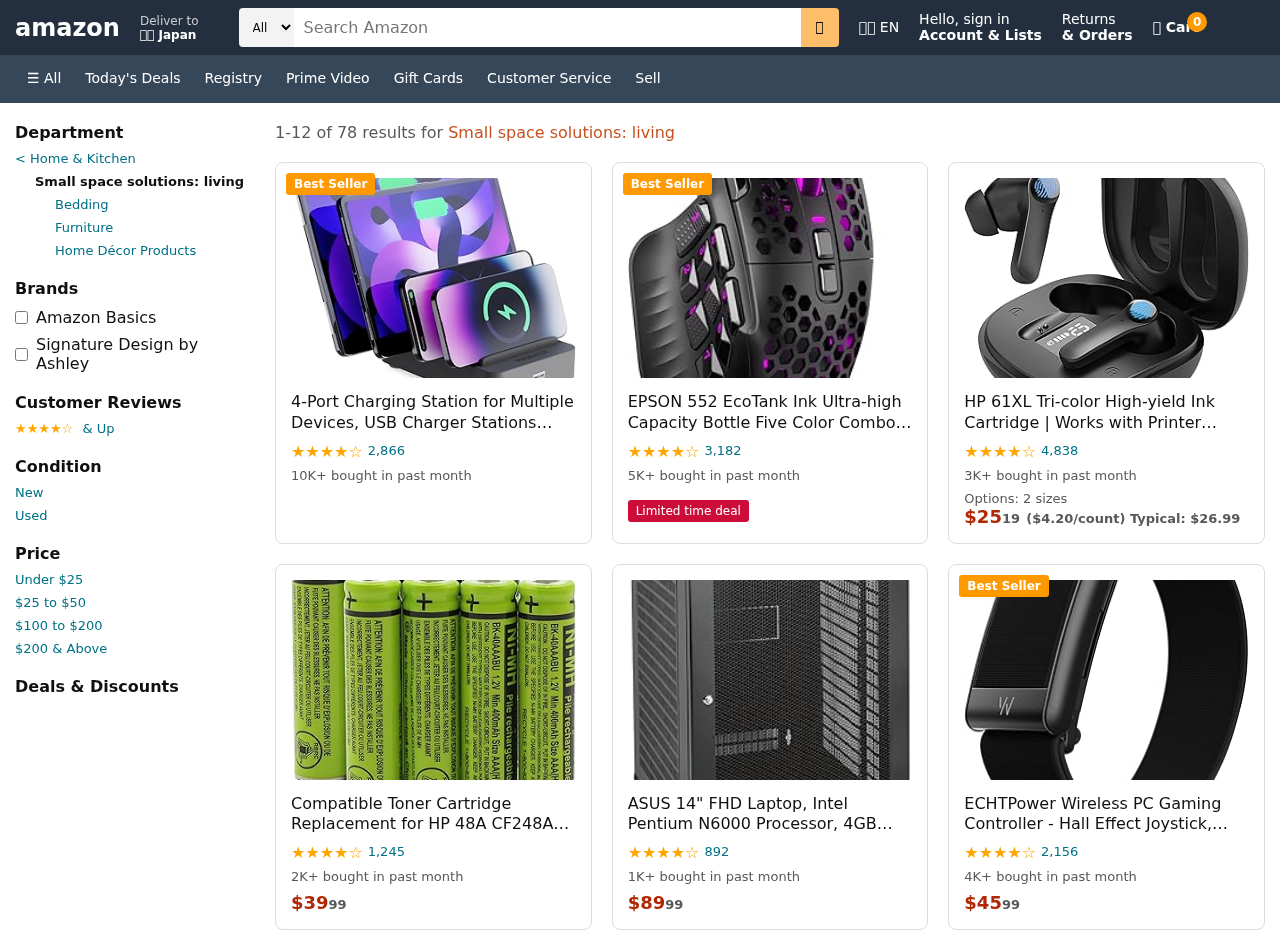 amazon
Deliver to
Japan
All
Search Amazon
EN
Hello, sign in
Account & Lists
Returns
& Orders
0
☰ All
Today's Deals
Registry
Prime Video
Gift Cards
Customer Service
Sell
Department
< Home & Kitchen
Small space solutions: living
Bedding
Furniture
Home Décor Products
Brands
Amazon Basics
Signature Design by
Ashley
Customer Reviews
★★★★☆ & Up
Condition
New
Used
Price
Under $25
$25 to $50
$100 to $200
$200 & Above
Deals & Discounts
1-12 of 78 results for Small space solutions: living
Best Seller
4-Port Charging Station for Multiple
Devices, USB Charger Stations…
★★★★☆ 2,866
10K+ bought in past month
Best Seller
EPSON 552 EcoTank Ink Ultra-high
Capacity Bottle Five Color Combo…
★★★★☆ 3,182
5K+ bought in past month
Limited time deal
HP 61XL Tri-color High-yield Ink
Cartridge | Works with Printer…
★★★★☆ 4,838
3K+ bought in past month
Options: 2 sizes
$2519 ($4.20/count) Typical: $26.99
Compatible Toner Cartridge
Replacement for HP 48A CF248A…
★★★★☆ 1,245
2K+ bought in past month
$3999
ASUS 14" FHD Laptop, Intel
Pentium N6000 Processor, 4GB…
★★★★☆ 892
1K+ bought in past month
$8999
Best Seller
ECHTPower Wireless PC Gaming
Controller - Hall Effect Joystick,…
★★★★☆ 2,156
4K+ bought in past month
$4599